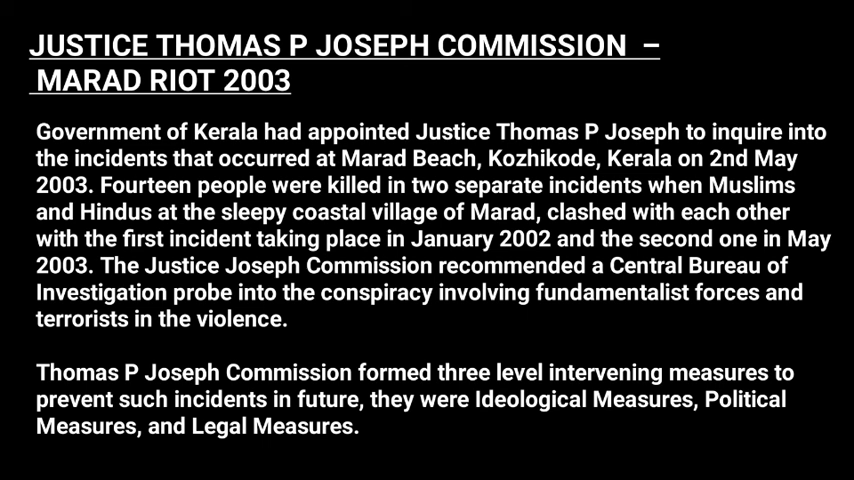 JUSTICE THOMAS P JOSEPH COMMISSION –
MARAD RIOT 2003
Government of Kerala had appointed Justice Thomas P Joseph to inquire into
the incidents that occurred at Marad Beach, Kozhikode, Kerala on 2nd May
2003. Fourteen people were killed in two separate incidents when Muslims
and Hindus at the sleepy coastal village of Marad, clashed with each other
with the first incident taking place in January 2002 and the second one in May
2003. The Justice Joseph Commission recommended a Central Bureau of
Investigation probe into the conspiracy involving fundamentalist forces and
terrorists in the violence.
Thomas P Joseph Commission formed three level intervening measures to
prevent such incidents in future, they were Ideological Measures, Political
Measures, and Legal Measures.